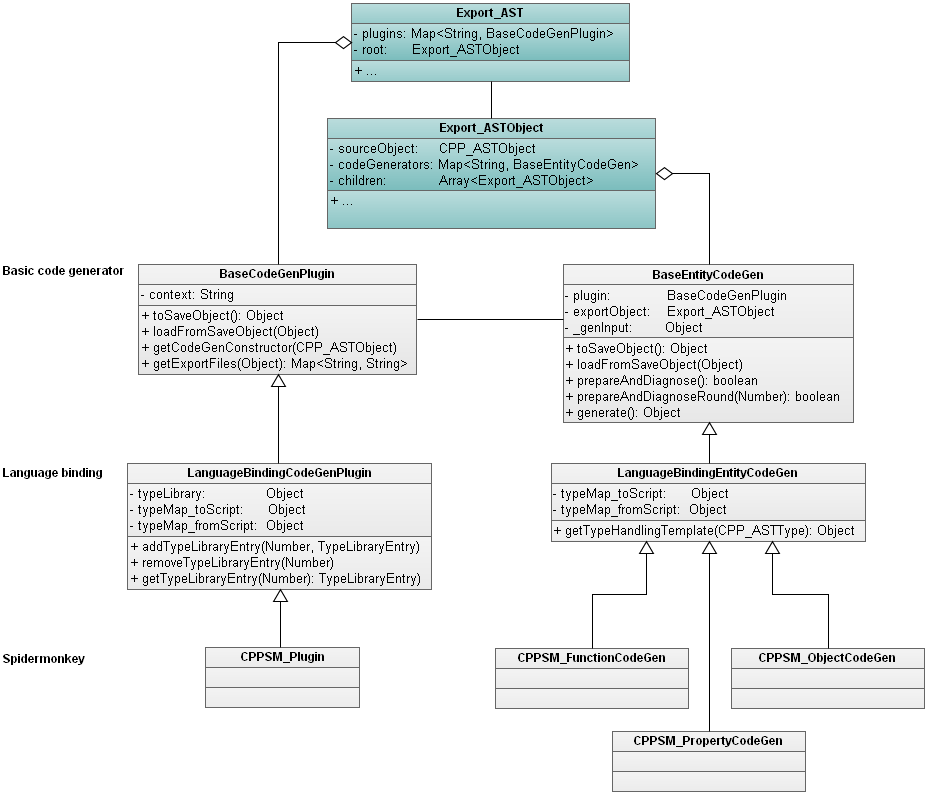 Export_AST
- plugins: Map<String, BaseCodeGenPlugin>
- root: Export_ASTObject
+ ...
Export_ASTObject
- sourceObject: CPP_ASTObject
- codeGenerators: Map<String, BaseEntityCodeGen>
- children: Array<Export_ASTObject>
+ ...
Basic code generator
BaseCodeGenPlugin
- context: String
+ toSaveObject(): Object
+ loadFromSaveObject(Object)
+ getCodeGenConstructor(CPP_ASTObject)
+ getExportFiles(Object): Map<String, String>
BaseEntityCodeGen
- plugin: BaseCodeGenPlugin
- exportObject: Export_ASTObject
- _genInput: Object
+ toSaveObject(): Object
+ loadFromSaveObject(Object)
+ prepareAndDiagnose(): boolean
+ prepareAndDiagnoseRound(Number): boolean
+ generate(): Object
Language binding
LanguageBindingCodeGenPlugin
- typeLibrary: Object
- typeMap_toScript: Object
- typeMap_fromScript: Object
+ addTypeLibraryEntry(Number, TypeLibraryEntry)
+ removeTypeLibraryEntry(Number)
+ getTypeLibraryEntry(Number): TypeLibraryEntry)
LanguageBindingEntityCodeGen
- typeMap_toScript: Object
- typeMap_fromScript: Object
+ getTypeHandlingTemplate(CPP_ASTType): Object
Spidermonkey
CPPSM_Plugin
CPPSM_FunctionCodeGen
CPPSM_ObjectCodeGen
CPPSM_PropertyCodeGen